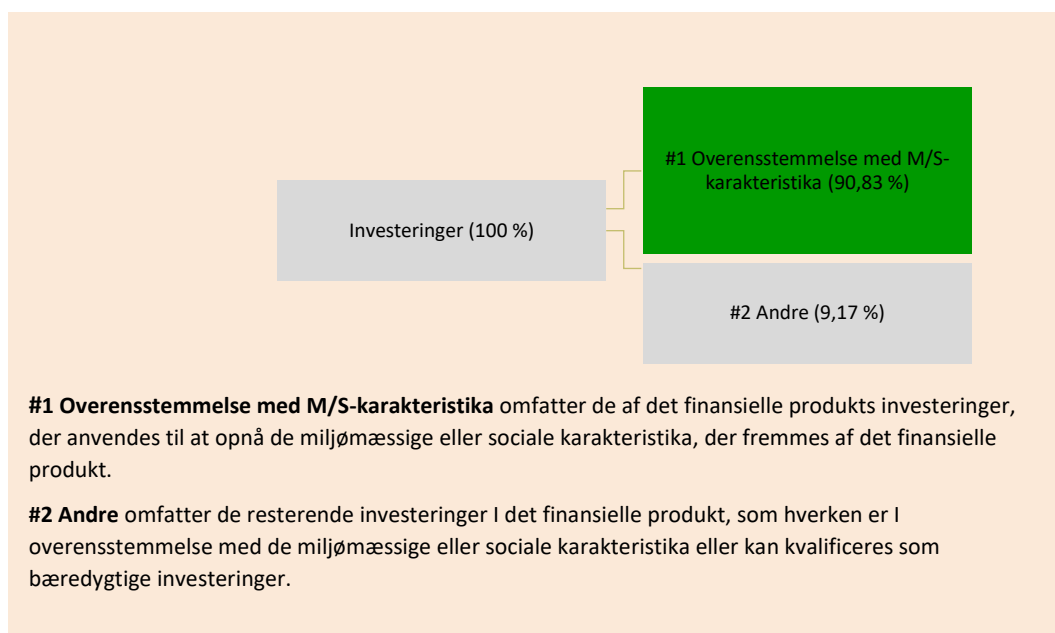 #1 Overensstemmelse med M/S-
karakteristika (90,83 %)
Investeringer (100 %)
#2 Andre (9,17 %)
#1 Overensstemmelse med M/S-karakteristika omfatter de af det finansielle produkts investeringer,
der anvendes til at opnå de miljømæssige eller sociale karakteristika, der fremmes af det finansielle
produkt.
#2 Andre omfatter de resterende investeringer I det finansielle produkt, som hverken er I
overensstemmelse med de miljømæssige eller sociale karakteristika eller kan kvalificeres som
bæredygtige investeringer.